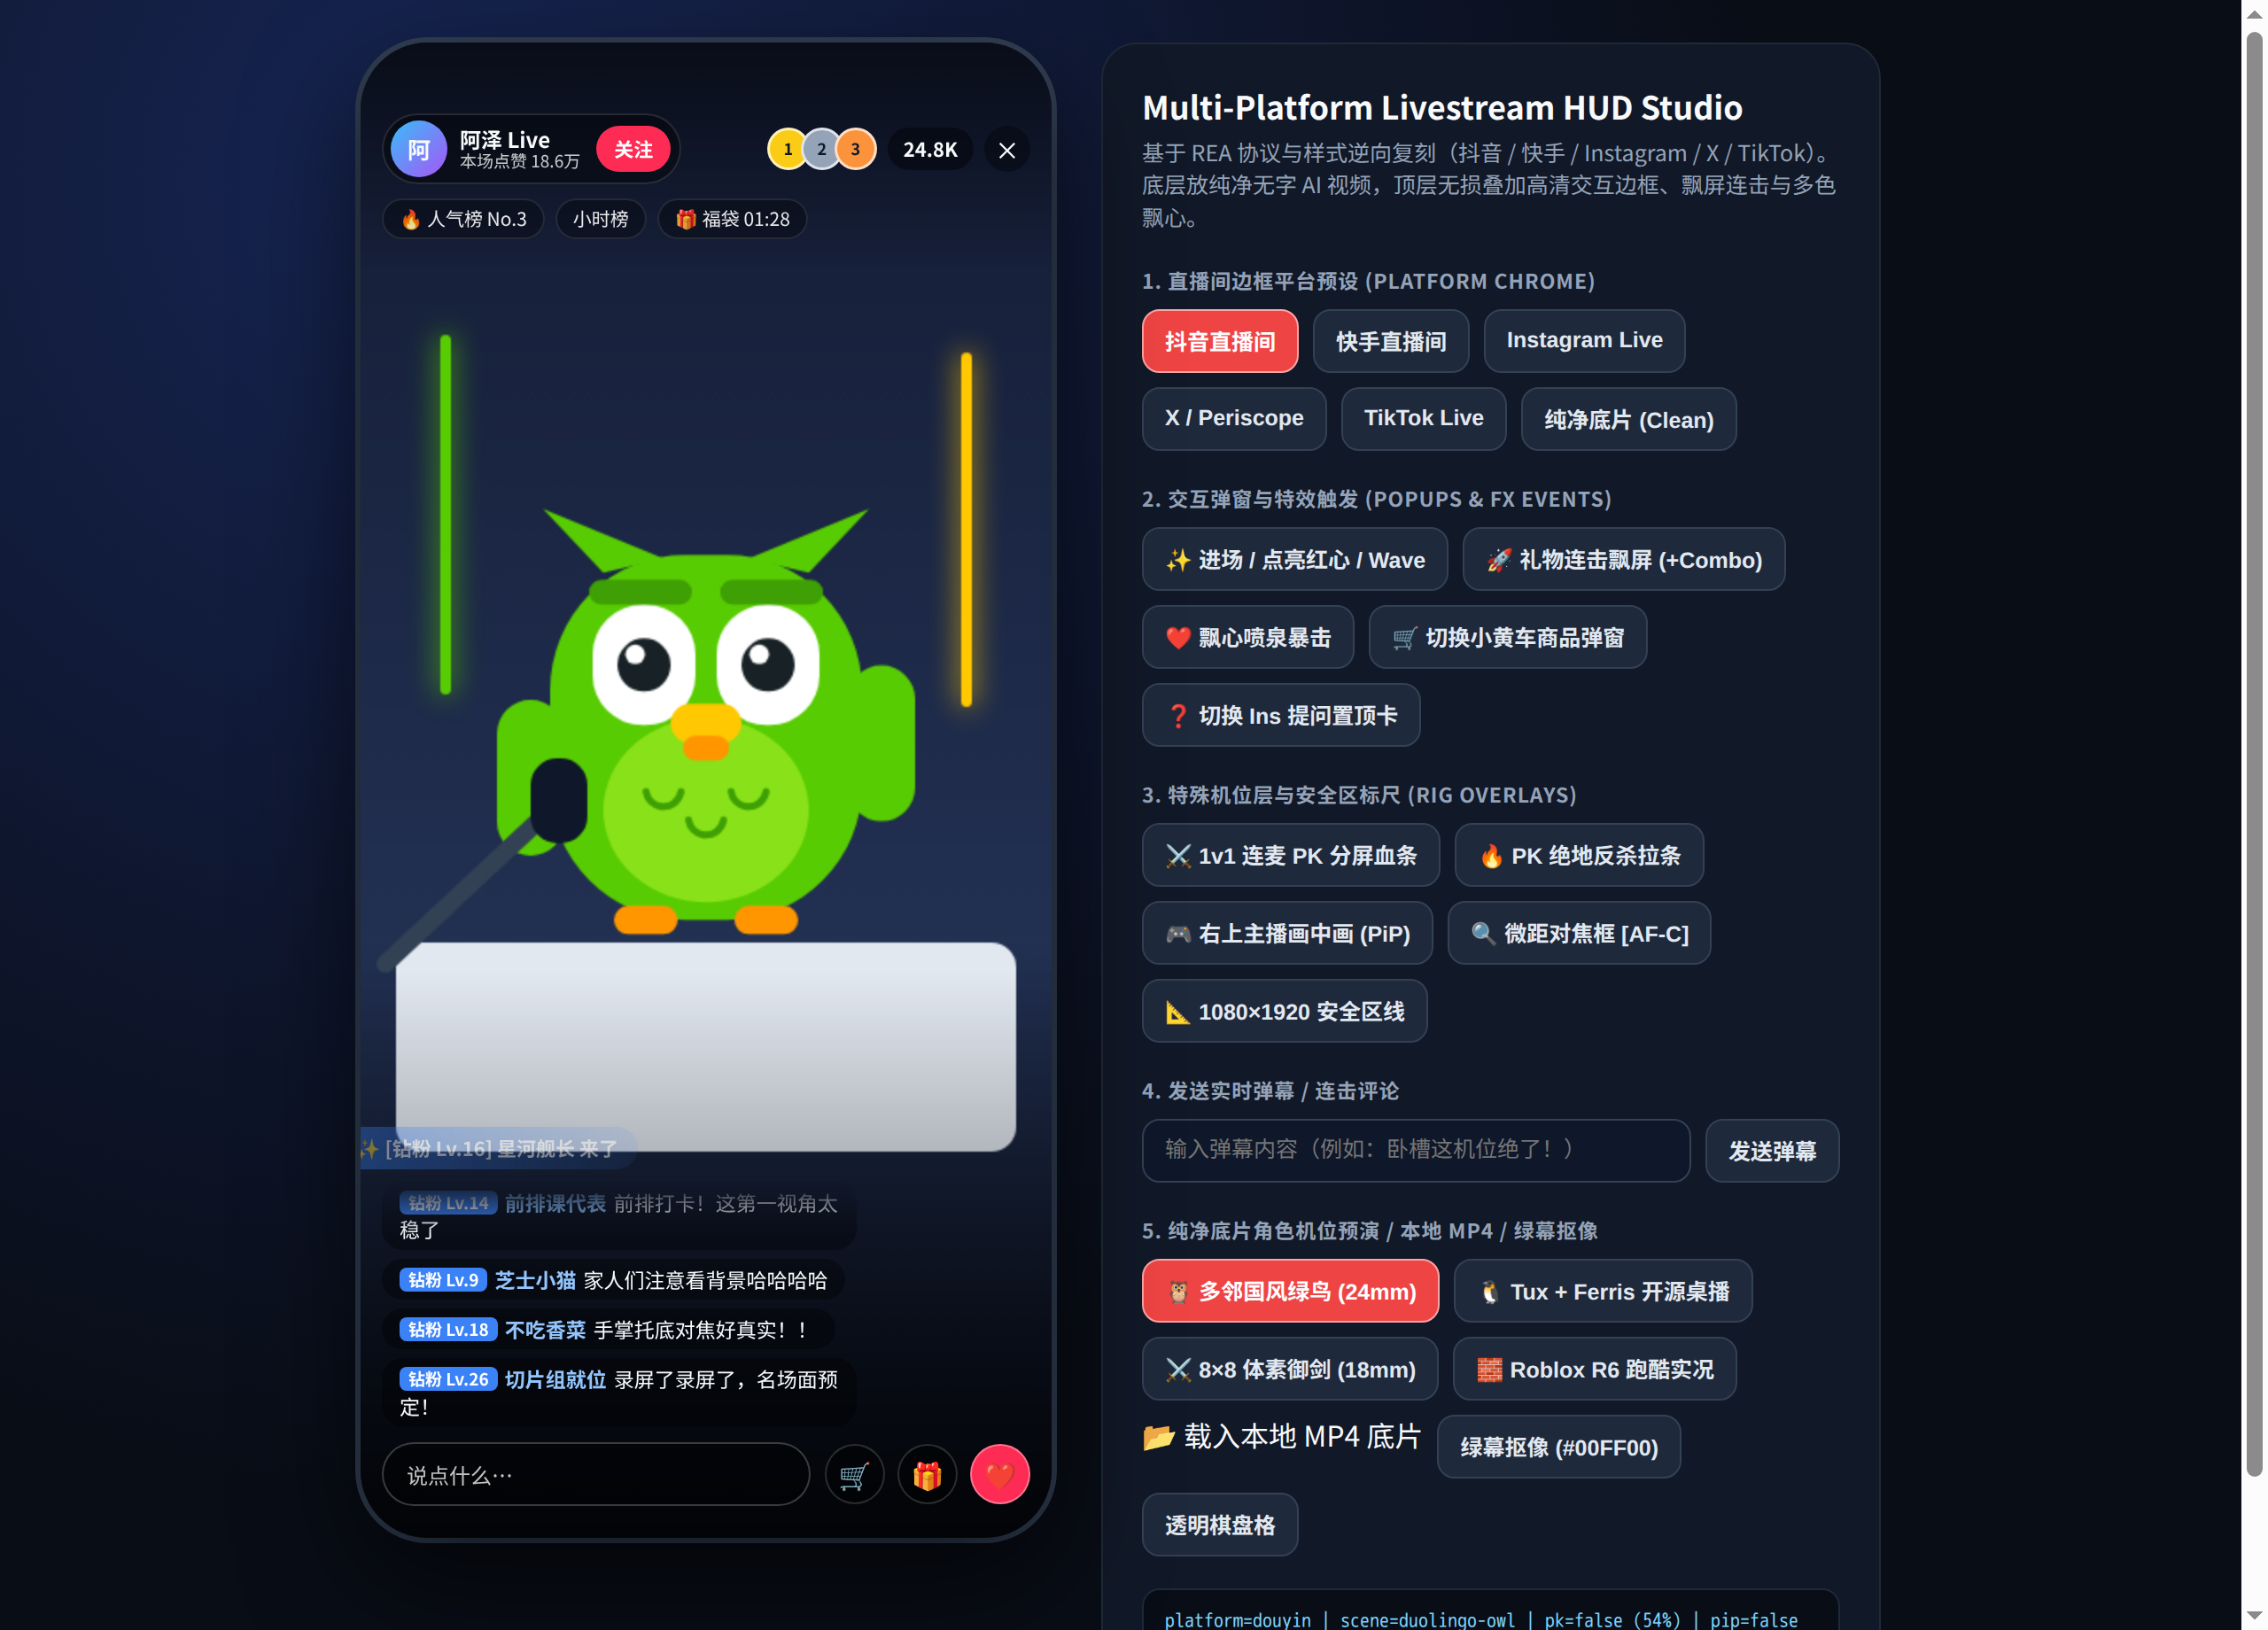 阿
阿泽 Live
本场点赞 18.6万
关注
1 2 3
24.8K
×
🔥 人气榜 No.3
小时榜
🎁 福袋 01:28
✨ [钻粉 Lv.16] 星河舰长 来了
钻粉 Lv.14 前排课代表 前排打卡！这第一视角太
稳了
钻粉 Lv.9 芝士小猫 家人们注意看背景哈哈哈哈
钻粉 Lv.18 不吃香菜 手掌托底对焦好真实！！
钻粉 Lv.26 切片组就位 录屏了录屏了，名场面预
定！
说点什么…
Multi-Platform Livestream HUD Studio
基于 REA 协议与样式逆向复刻（抖音 / 快手 / Instagram / X / TikTok）。
底层放纯净无字 AI 视频，顶层无损叠加高清交互边框、飘屏连击与多色
飘心。
1. 直播间边框平台预设 (PLATFORM CHROME)
抖音直播间
快手直播间
Instagram Live
X / Periscope
TikTok Live
纯净底片 (Clean)
2. 交互弹窗与特效触发 (POPUPS & FX EVENTS)
✨ 进场 / 点亮红心 / Wave
🚀 礼物连击飘屏 (+Combo)
❤️ 飘心喷泉暴击
🛒 切换小黄车商品弹窗
❓ 切换 Ins 提问置顶卡
3. 特殊机位层与安全区标尺 (RIG OVERLAYS)
⚔️ 1v1 连麦 PK 分屏血条
🔥 PK 绝地反杀拉条
🎮 右上主播画中画 (PiP)
🔍 微距对焦框 [AF-C]
📐 1080×1920 安全区线
4. 发送实时弹幕 / 连击评论
输入弹幕内容（例如：卧槽这机位绝了！）
发送弹幕
5. 纯净底片角色机位预演 / 本地 MP4 / 绿幕抠像
🦉 多邻国风绿鸟 (24mm)
🐧 Tux + Ferris 开源桌播
⚔️ 8×8 体素御剑 (18mm)
🧱 Roblox R6 跑酷实况
📂 载入本地 MP4 底片
绿幕抠像 (#00FF00)
透明棋盘格
platform=douyin | scene=duolingo-owl | pk=false (54%) | pip=false